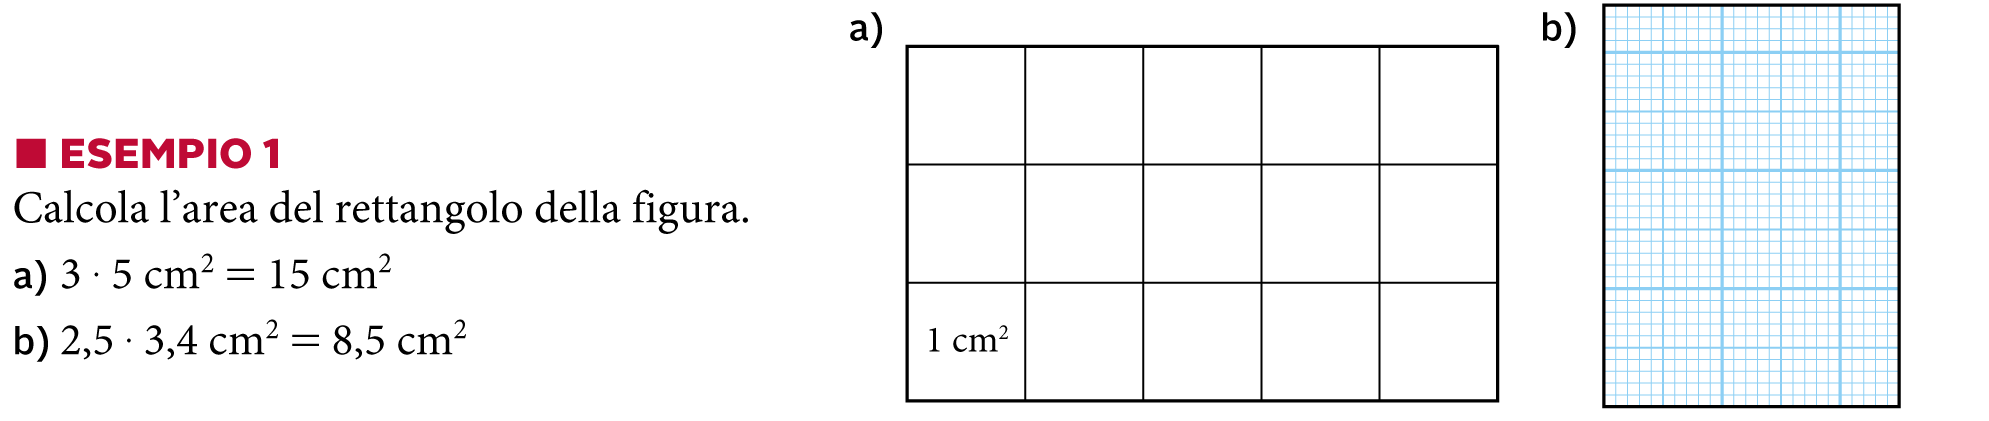 ■ ESEMPIO 1
Calcola l’area del rettangolo della figura.
a) 3 · 5 cm² = 15 cm²
b) 2,5 · 3,4 cm² = 8,5 cm²
a)
1 cm²
b)